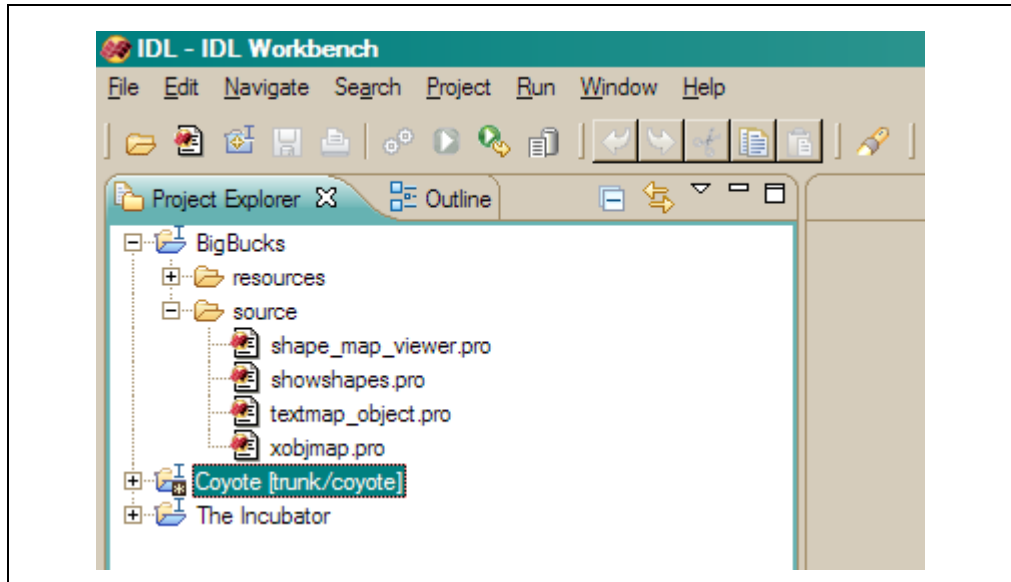 IDL - IDL Workbench
File Edit Navigate Search Project Run Window Help
Project Explorer Outline
BigBucks
resources
source
shape_map_viewer.pro
showshapes.pro
textmap_object.pro
xobjmap.pro
Coyote [trunk/coyote]
The Incubator